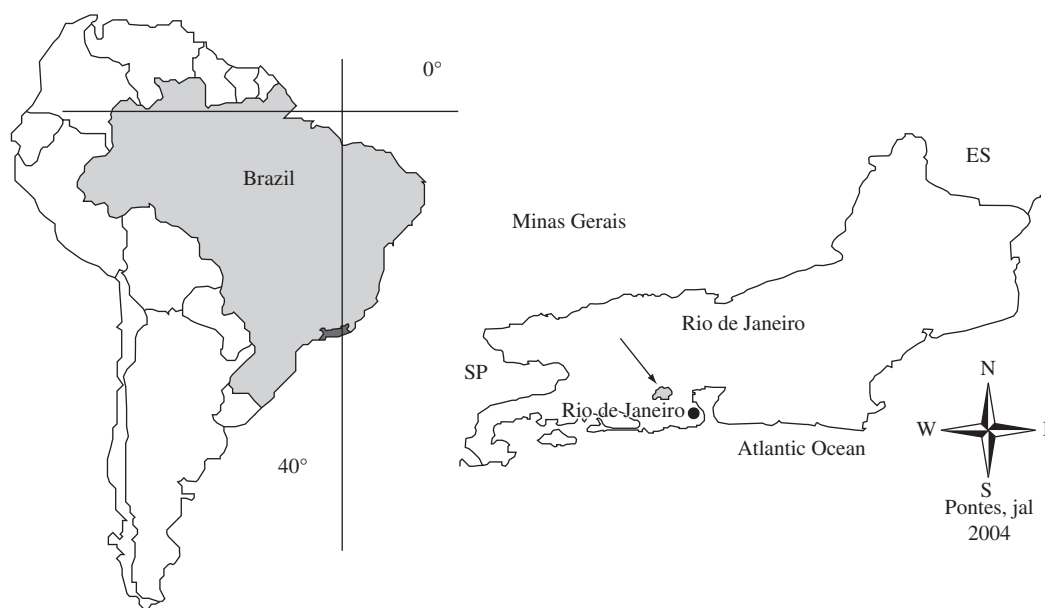 0°
Brazil
40°
ES
Minas Gerais
Rio de Janeiro
SP
Rio de Janeiro
Atlantic Ocean
N
W
S
Pontes, jal
2004